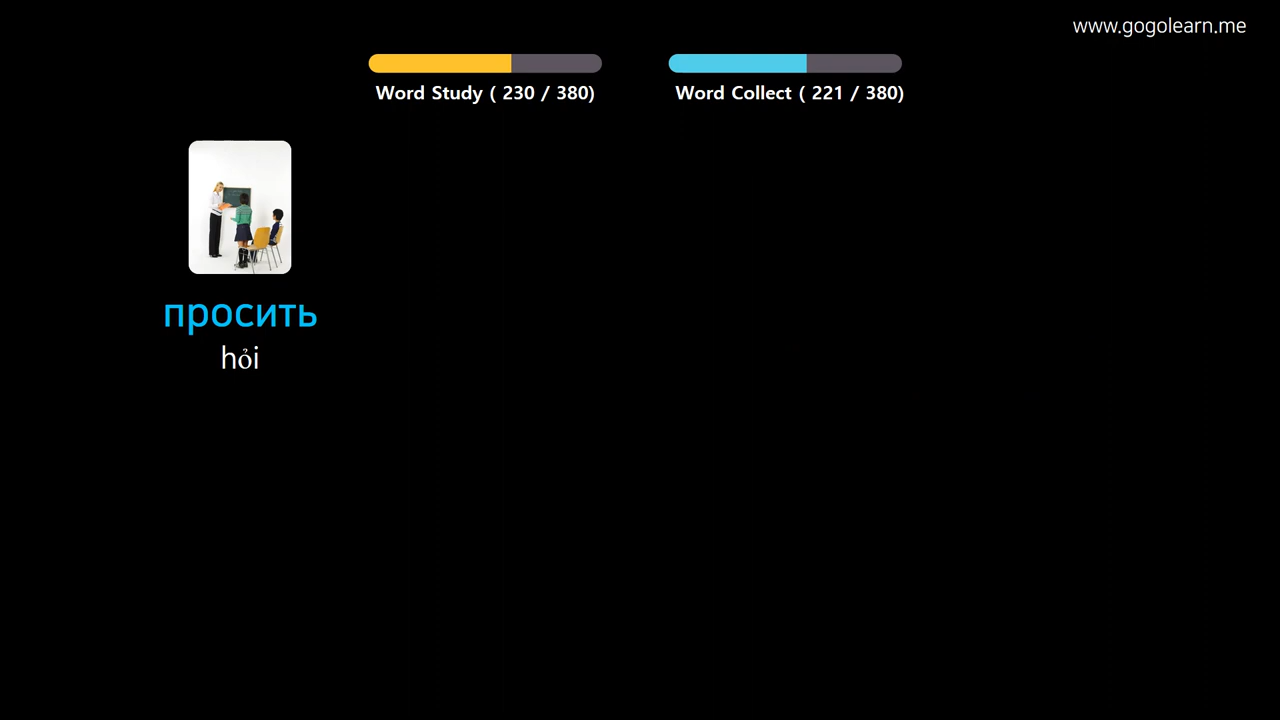 www.gogolearn.me
Word Study ( 230 / 380)
Word Collect ( 221 / 380)
просить
hỏi